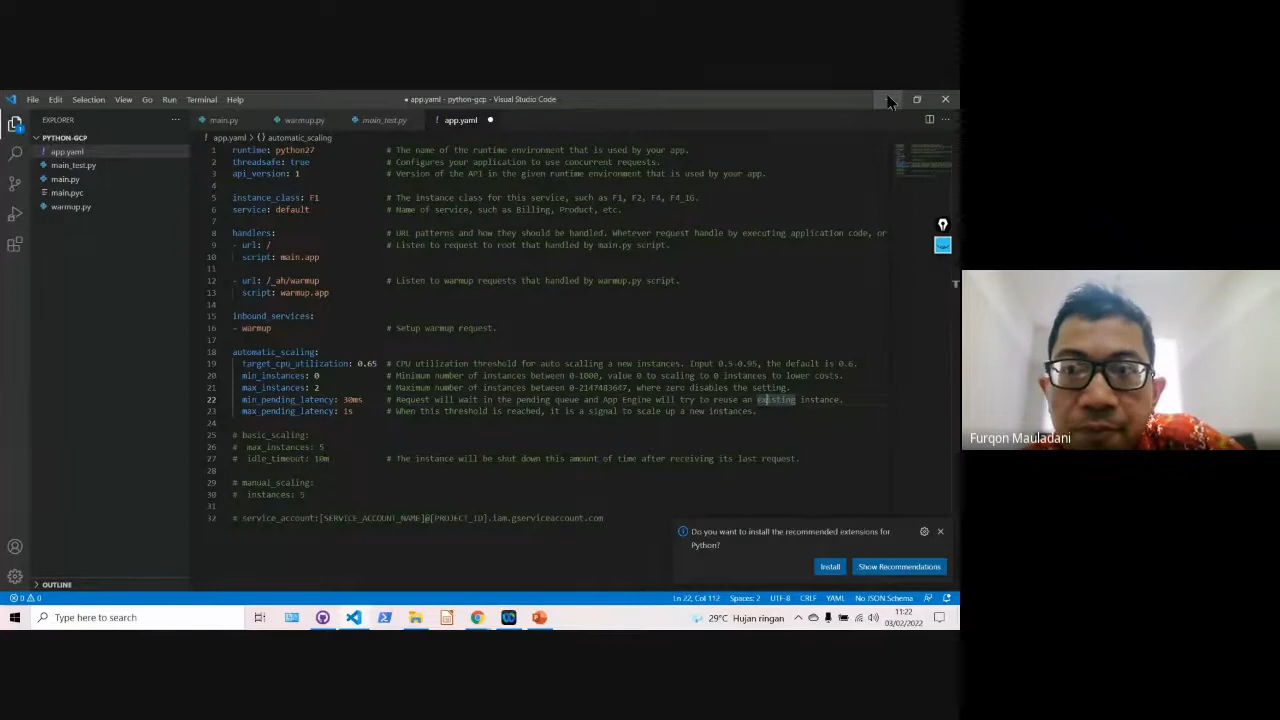 File Edit Selection View Go Run Terminal Help
● app.yaml - python-gcp - Visual Studio Code
EXPLORER
main.py warmup.py main_test.py ! app.yaml
PYTHON-GCP
! app.yaml
main_test.py
main.py
main.pyc
warmup.py
OUTLINE
! app.yaml > {} automatic_scaling
1 runtime: python27 # The name of the runtime environment that is used by your app.
2 threadsafe: true # Configures your application to use concurrent requests.
3 api_version: 1 # Version of the API in the given runtime environment that is used by your app.
4
5 instance_class: F1 # The instance class for this service, such as F1, F2, F4, F4_1G.
6 service: default # Name of service, such as Billing, Product, etc.
7
8 handlers: # URL patterns and how they should be handled. Whetever request handle by executing application code, or
9 - url: / # Listen to request to root that handled by main.py script.
10 script: main.app
11
12 - url: /_ah/warmup # Listen to warmup requests that handled by warmup.py script.
13 script: warmup.app
14
15 inbound_services:
16 - warmup # Setup warmup request.
17
18 automatic_scaling:
19 target_cpu_utilization: 0.65 # CPU utilization threshold for auto scalling a new instances. Input 0.5-0.95, the default is 0.6.
20 min_instances: 0 # Minimum number of instances between 0-1000, value 0 to scaling to 0 instances to lower costs.
21 max_instances: 2 # Maximum number of instances between 0-2147483647, where zero disables the setting.
22 min_pending_latency: 30ms # Request will wait in the pending queue and App Engine will try to reuse an existing instance.
23 max_pending_latency: 1s # When this threshold is reached, it is a signal to scale up a new instances.
24
25 # basic_scaling:
26 # max_instances: 5
27 # idle_timeout: 10m # The instance will be shut down this amount of time after receiving its last request.
28
29 # manual_scaling:
30 # instances: 5
31
32 # service_account:[SERVICE_ACCOUNT_NAME]@[PROJECT_ID].iam.gserviceaccount.com
Do you want to install the recommended extensions for
Python?
Install Show Recommendations
0 0 Ln 22, Col 112 Spaces: 2 UTF-8 CRLF YAML No JSON Schema
Type here to search
29°C Hujan ringan
11:22
03/02/2022
Furqon Mauladani